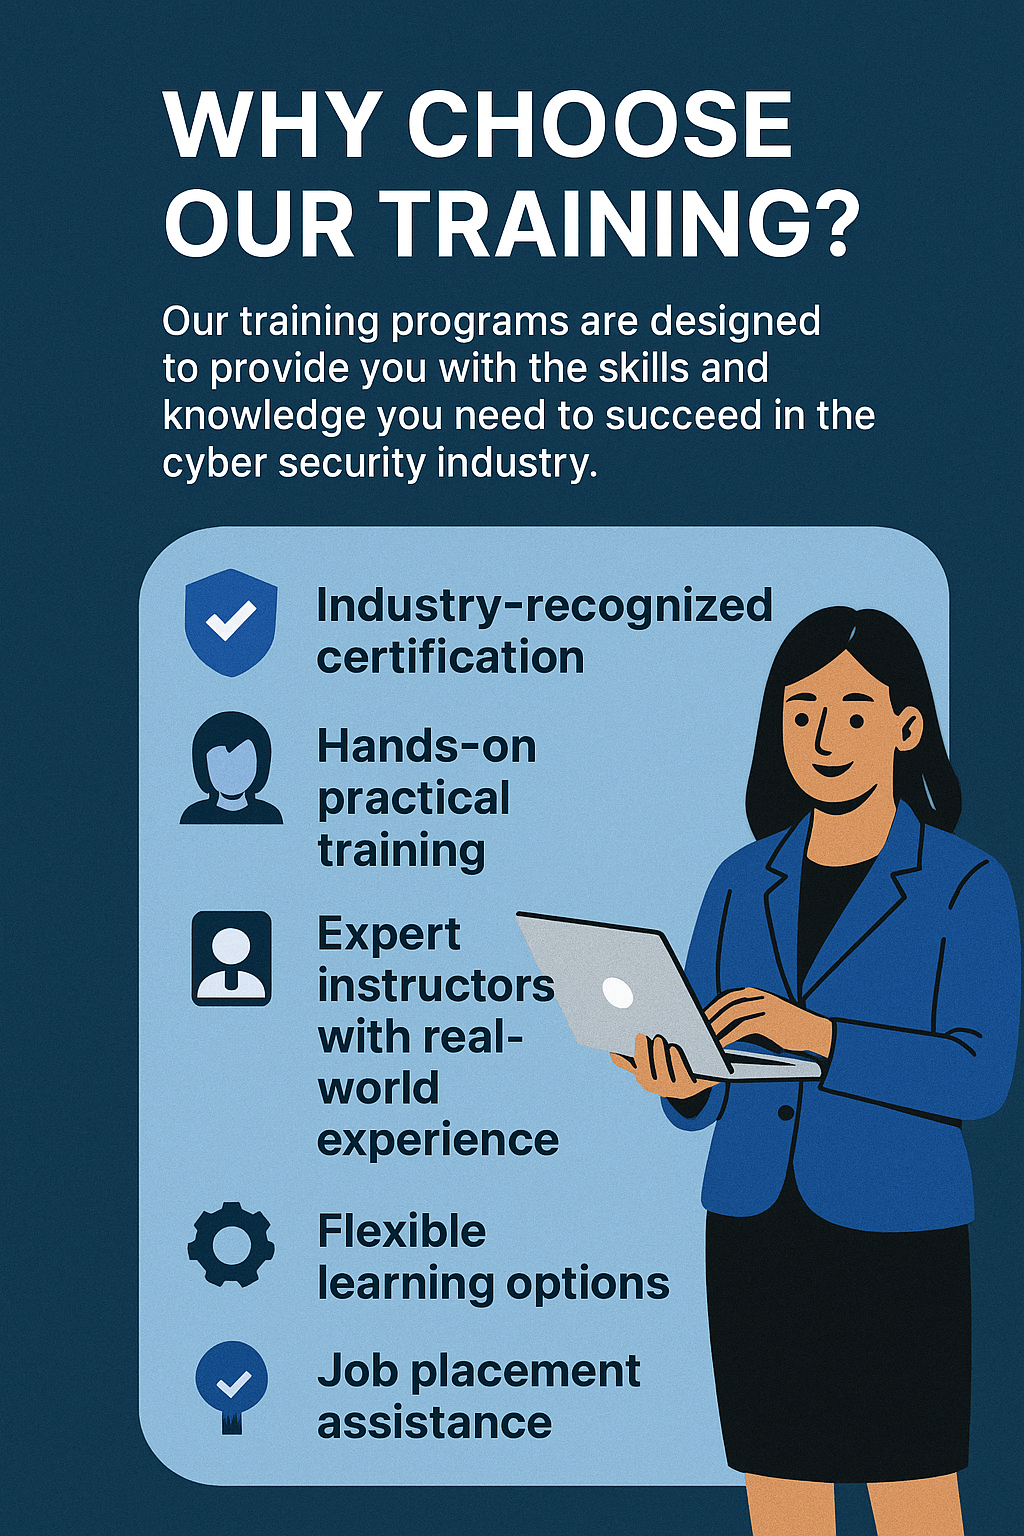 WHY CHOOSE
OUR TRAINING?
Our training programs are designed
to provide you with the skills and
knowledge you need to succeed in the
cyber security industry.
Industry-recognized
certification
Hands-on
practical
training
Expert
instructors
with real-
world
experience
Flexible
learning options
Job placement
assistance